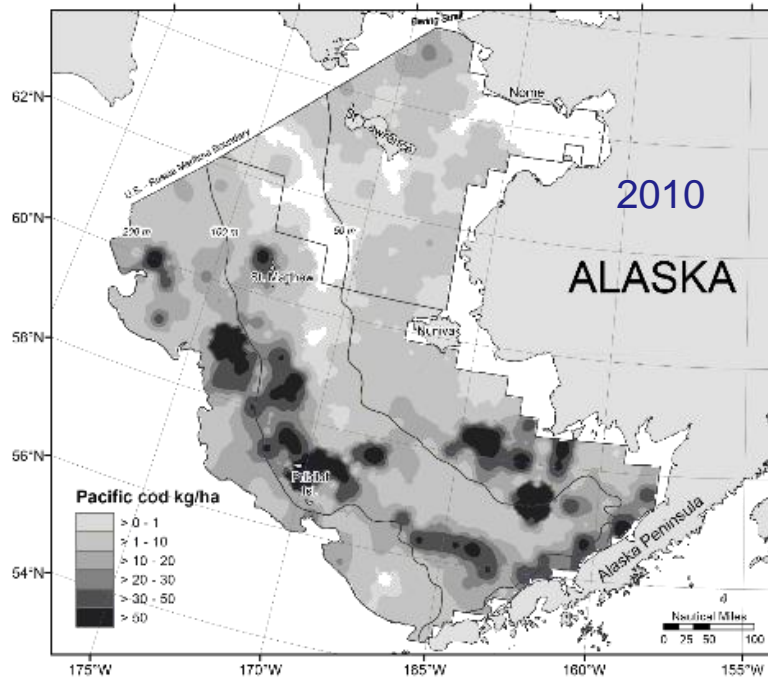 Bering Strait
Nome
62°N
St. Lawrence
U.S. - Russia Maritime Boundary
2010
60°N
200 m
100 m
50 m
St. Matthew
ALASKA
Nunivak
58°N
56°N
Pribilof
Is.
Pacific cod kg/ha
> 0 - 1
> 1 - 10
> 10 - 20
> 20 - 30
> 30 - 50
> 50
Alaska Peninsula
54°N
Nautical Miles
0 25 50 100
175°W
170°W
165°W
160°W
155°W